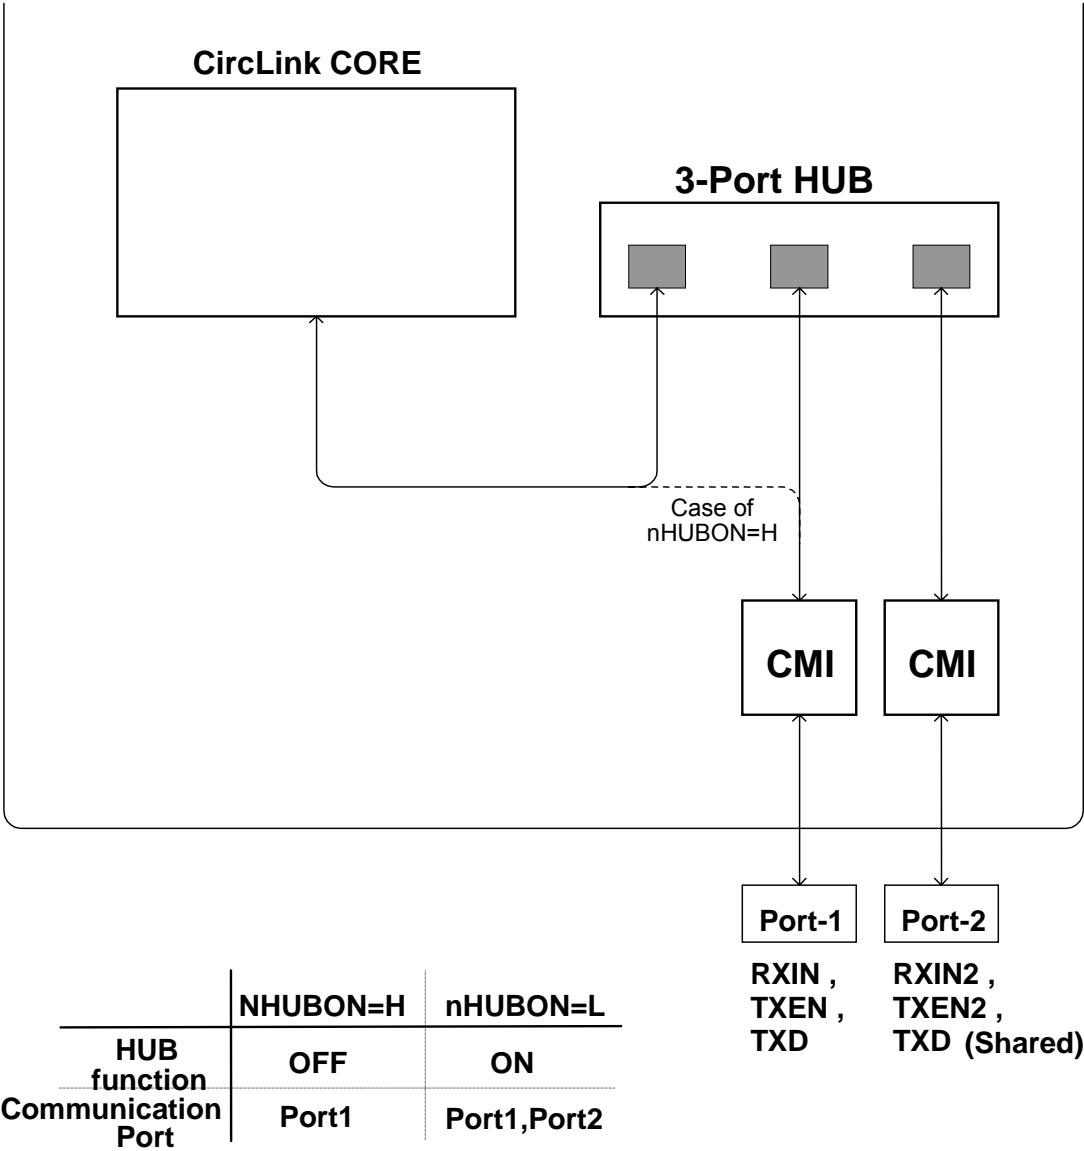 CircLink CORE
3-Port HUB
Case of
nHUBON=H
CMI
CMI
Port-1
Port-2
RXIN ,
TXEN ,
TXD
RXIN2 ,
TXEN2 ,
TXD (Shared)
NHUBON=H nHUBON=L
HUB
function
OFF ON
Communication
Port
Port1 Port1,Port2